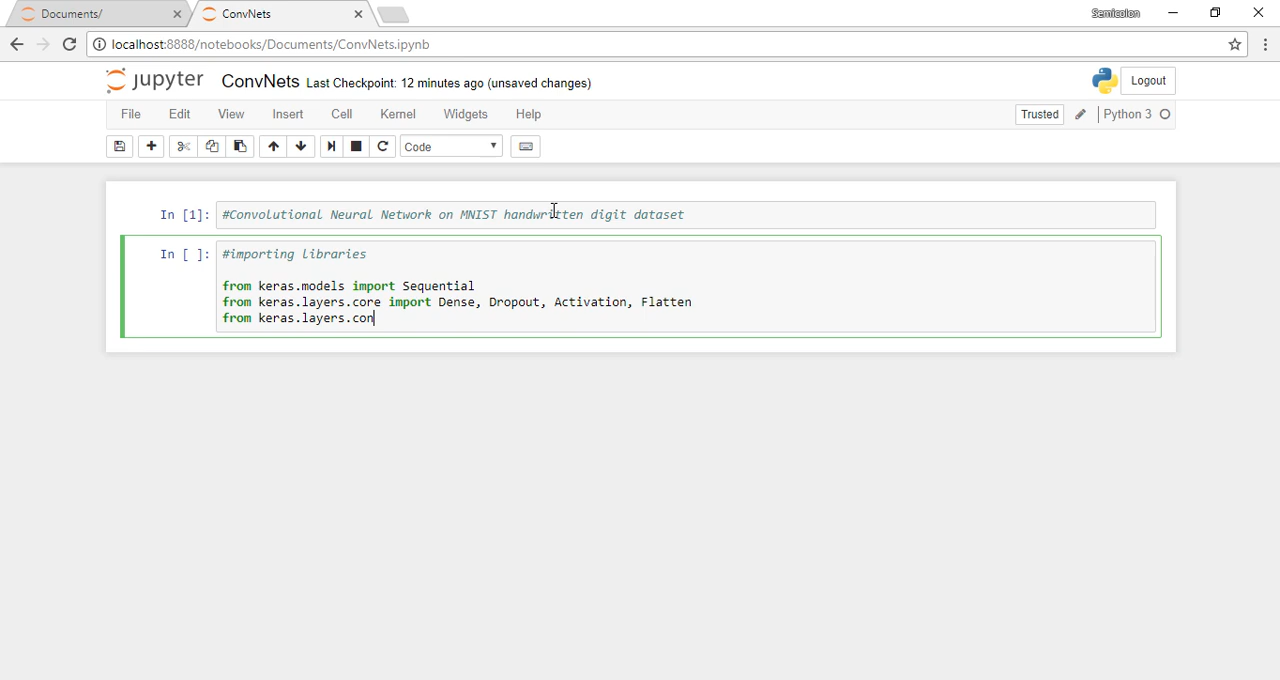 Documents/
ConvNets
Semicolon
localhost:8888/notebooks/Documents/ConvNets.ipynb
jupyter ConvNets Last Checkpoint: 12 minutes ago (unsaved changes)
Logout
File Edit View Insert Cell Kernel Widgets Help
Trusted Python 3
Code
In [1]: #Convolutional Neural Network on MNIST handwritten digit dataset
In [ ]: #importing libraries
from keras.models import Sequential
from keras.layers.core import Dense, Dropout, Activation, Flatten
from keras.layers.con